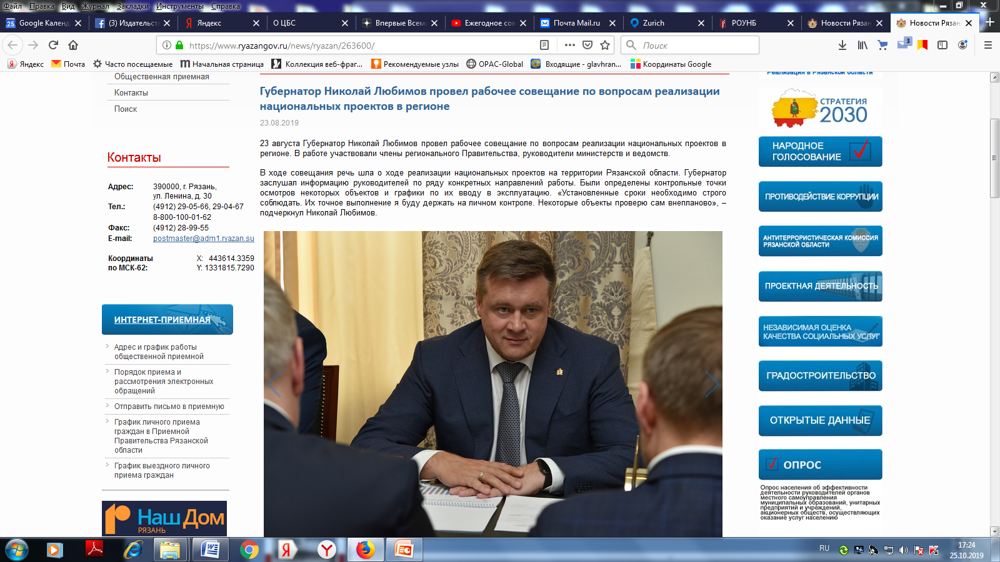 Файл Правка Вид Журнал Закладки Инструменты Справка
25 Google Календ
(3) Издательст
Яндекс
О ЦБС
Впервые Всеми
Ежегодное сов
Почта Mail.ru
Zurich
РОУНБ
Новости Рязан
Новости Рязан
https://www.ryazangov.ru/news/ryazan/263600/
Поиск
3
Яндекс
Почта
Часто посещаемые
Начальная страница
Коллекция веб-фраг...
Рекомендуемые узлы
OPAC-Global
Входящие - glavhran...
Координаты Google
Общественная приемная
Контакты
Поиск
Контакты
Адрес: 390000, г. Рязань,
ул. Ленина, д. 30
Тел.: (4912) 29-05-66, 29-04-67
8-800-100-01-62
Факс: (4912) 28-99-55
E-mail: postmaster@adm1.ryazan.su
Координаты X: 443614.3359
по МСК-62: Y: 1331815.7290
ИНТЕРНЕТ-ПРИЕМНАЯ
Адрес и график работы
общественной приемной
Порядок приема и
рассмотрения электронных
обращений
Отправить письмо в приемную
График личного приема
граждан в Приемной
Правительства Рязанской
области
График выездного личного
приема граждан
Наш Дом
РЯЗАНЬ
Губернатор Николай Любимов провел рабочее совещание по вопросам реализации
национальных проектов в регионе
23.08.2019
23 августа Губернатор Николай Любимов провел рабочее совещание по вопросам реализации национальных проектов в
регионе. В работе участвовали члены регионального Правительства, руководители министерств и ведомств.
В ходе совещания речь шла о ходе реализации национальных проектов на территории Рязанской области. Губернатор
заслушал информацию руководителей по ряду конкретных направлений работы. Были определены контрольные точки
осмотров некоторых объектов и графики по их вводу в эксплуатацию. «Установленные сроки необходимо строго
соблюдать. Их точное выполнение я буду держать на личном контроле. Некоторые объекты проверю сам внепланово», –
подчеркнул Николай Любимов.
Реализация в Рязанской области
СТРАТЕГИЯ
2030
НАРОДНОЕ
ГОЛОСОВАНИЕ
ПРОТИВОДЕЙСТВИЕ КОРРУПЦИИ
АНТИТЕРРОРИСТИЧЕСКАЯ КОМИССИЯ
РЯЗАНСКОЙ ОБЛАСТИ
ПРОЕКТНАЯ ДЕЯТЕЛЬНОСТЬ
НЕЗАВИСИМАЯ ОЦЕНКА
КАЧЕСТВА СОЦИАЛЬНЫХ УСЛУГ
ГРАДОСТРОИТЕЛЬСТВО
ОТКРЫТЫЕ ДАННЫЕ
ОПРОС
Опрос населения об эффективности
деятельности руководителей органов
местного самоуправления
муниципальных образований, унитарных
предприятий и учреждений,
акционерных обществ, осуществляющих
оказание услуг населению
RU
17:24
25.10.2019